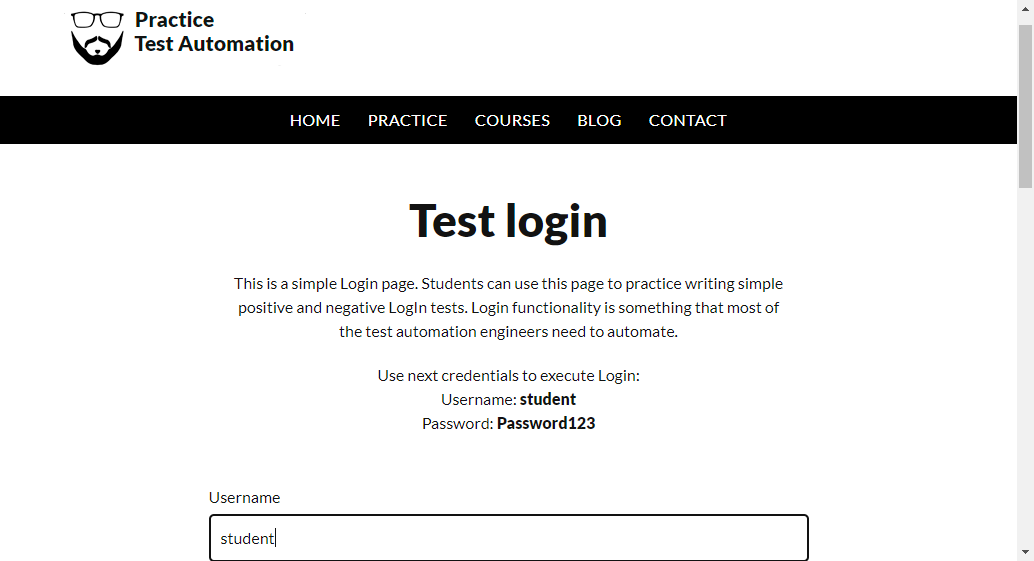 Practice
Test Automation
HOME PRACTICE COURSES BLOG CONTACT
Test login
This is a simple Login page. Students can use this page to practice writing simple
positive and negative LogIn tests. Login functionality is something that most of
the test automation engineers need to automate.
Use next credentials to execute Login:
Username: student
Password: Password123
Username
student